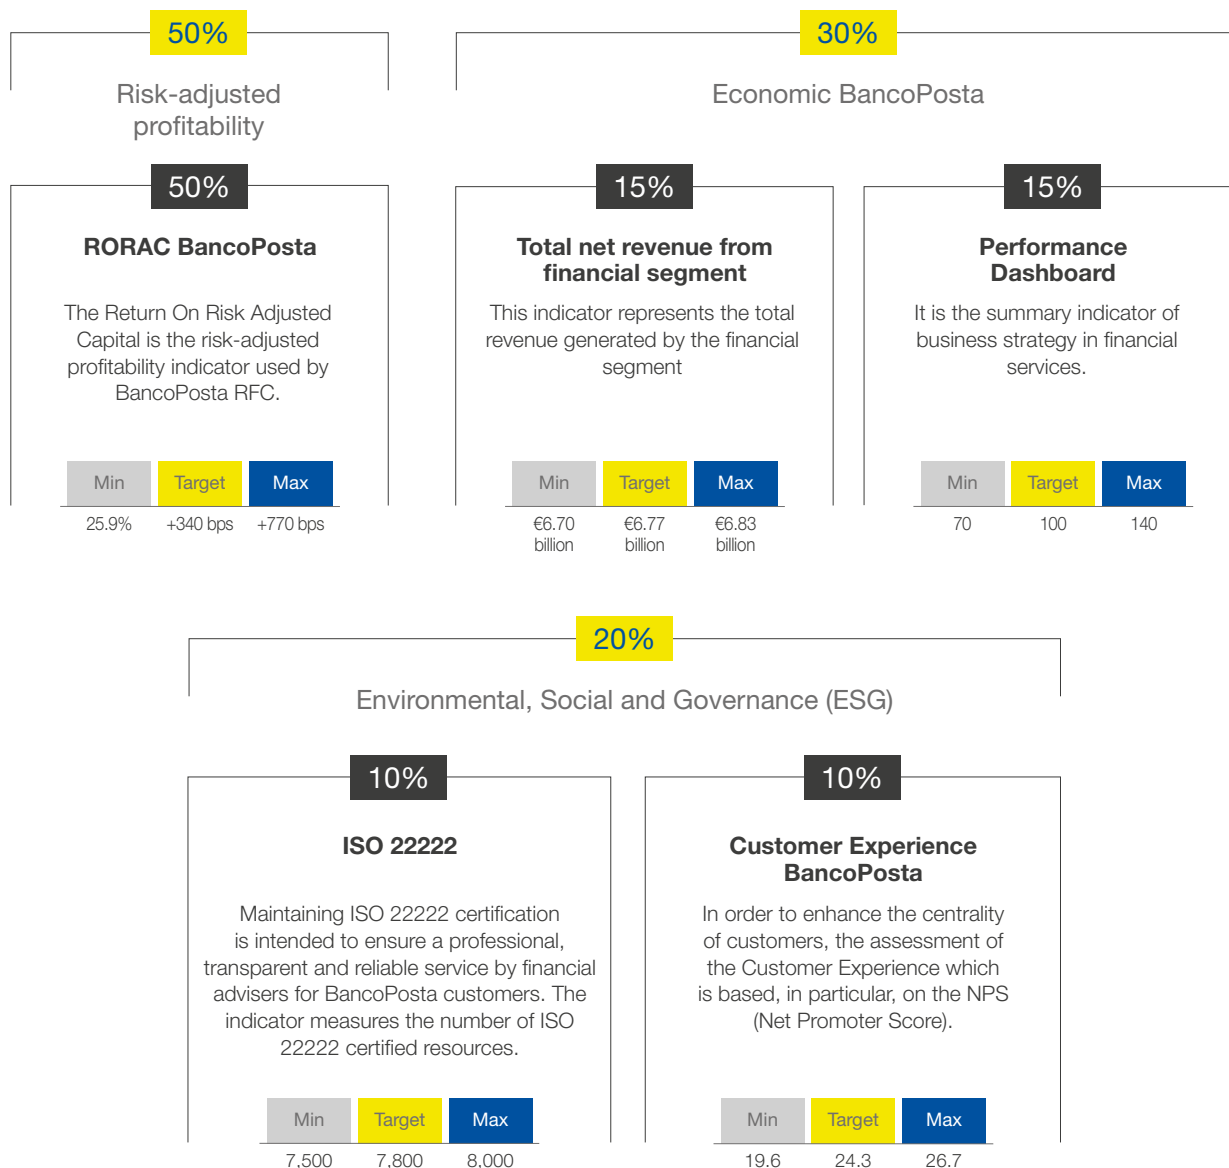 50%
30%
Risk-adjusted
profitability
Economic BancoPosta
50%
RORAC BancoPosta
The Return On Risk Adjusted
Capital is the risk-adjusted
profitability indicator used by
BancoPosta RFC.
Min Target Max
25.9% +340 bps +770 bps
15%
Total net revenue from
financial segment
This indicator represents the total
revenue generated by the financial
segment
Min Target Max
€6.70 €6.77 €6.83
billion billion billion
15%
Performance
Dashboard
It is the summary indicator of
business strategy in financial
services.
Min Target Max
70 100 140
20%
Environmental, Social and Governance (ESG)
10%
ISO 22222
Maintaining ISO 22222 certification
is intended to ensure a professional,
transparent and reliable service by financial
advisers for BancoPosta customers. The
indicator measures the number of ISO
22222 certified resources.
Min Target Max
7,500 7,800 8,000
10%
Customer Experience
BancoPosta
In order to enhance the centrality
of customers, the assessment of
the Customer Experience which
is based, in particular, on the NPS
(Net Promoter Score).
Min Target Max
19.6 24.3 26.7